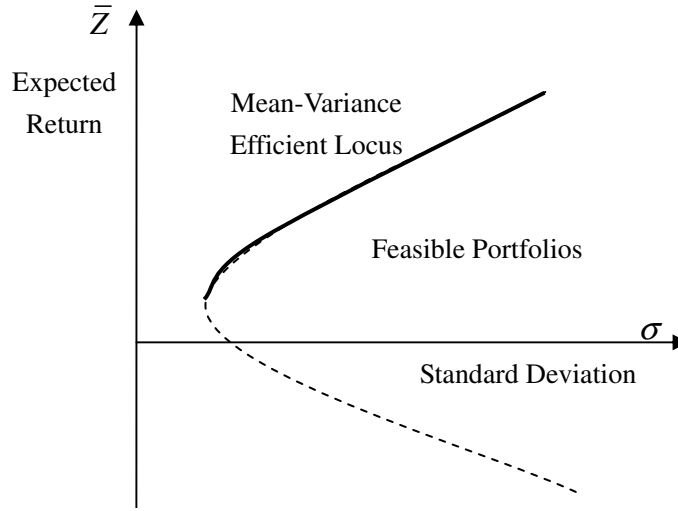 Z̅
Expected
Return
Mean-Variance
Efficient Locus
Feasible Portfolios
σ
Standard Deviation